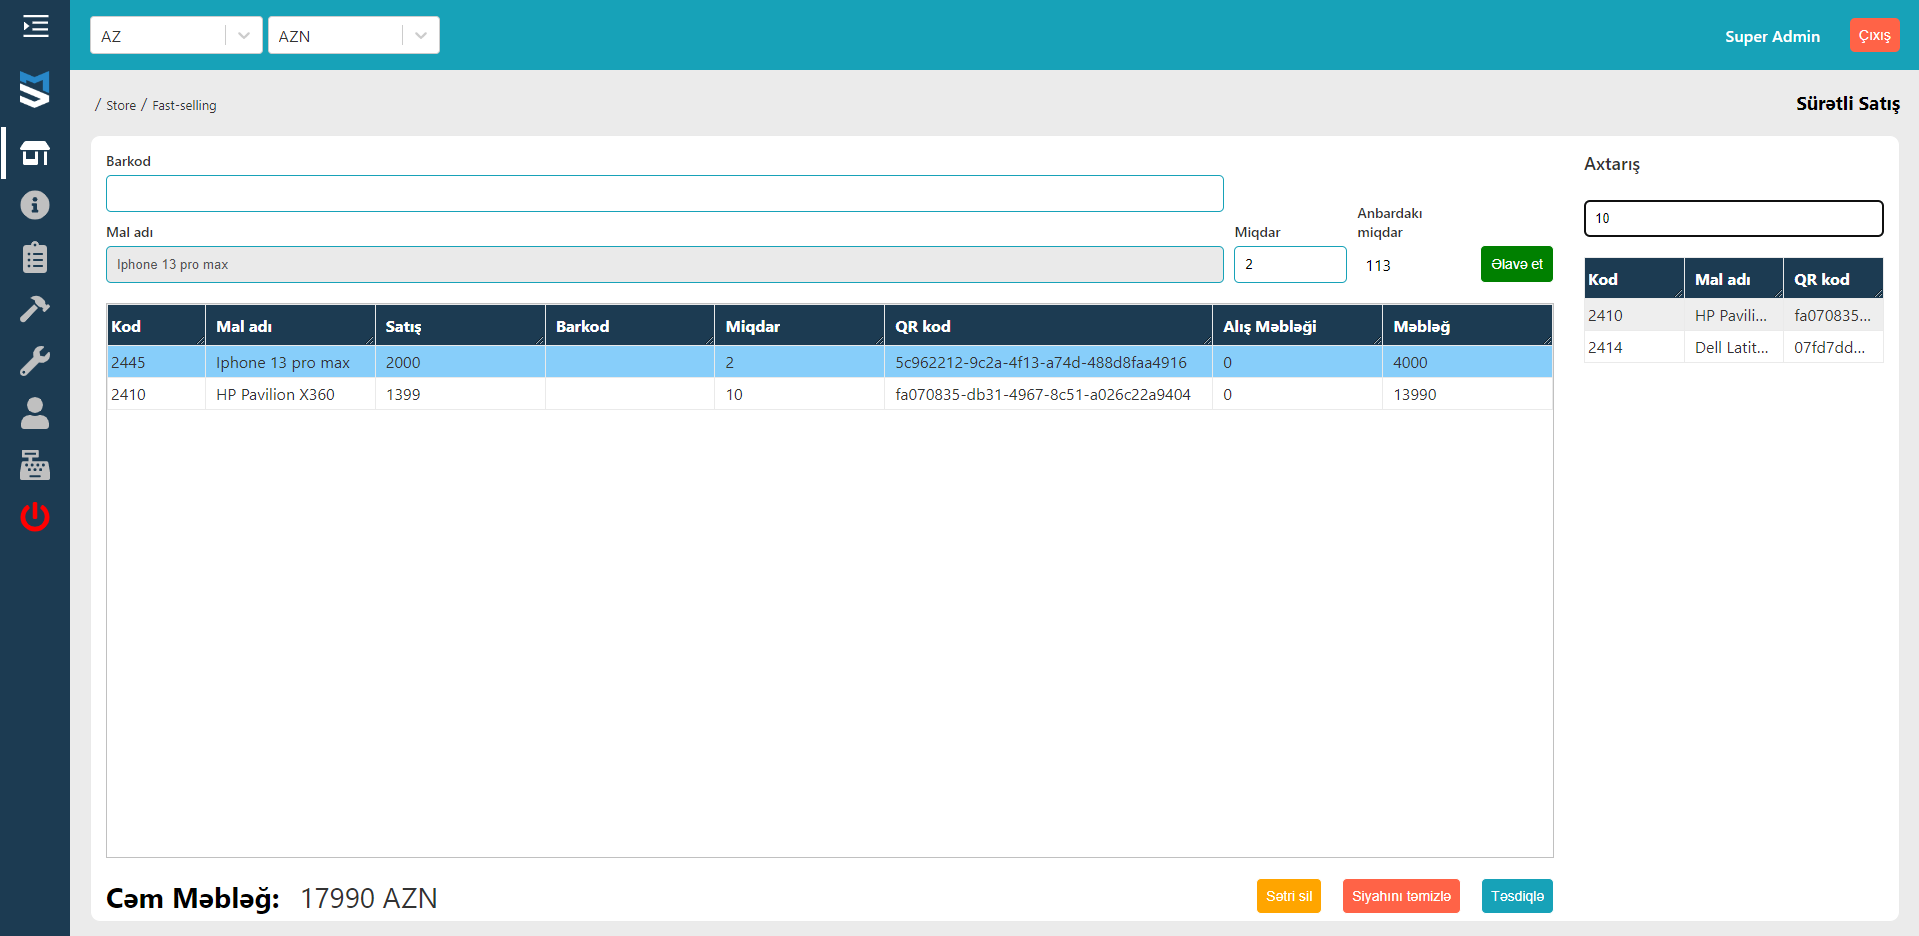 AZ
AZN
Super Admin
Çıxış
/ Store / Fast-selling
Sürətli Satış
Barkod
Mal adı
Iphone 13 pro max
Miqdar
2
Anbardakı
miqdar
113
Əlavə et
Kod Mal adı Satış Barkod Miqdar QR kod Alış Məbləği Məbləğ
2445 Iphone 13 pro max 2000 2 5c962212-9c2a-4f13-a74d-488d8faa4916 0 4000
2410 HP Pavilion X360 1399 10 fa070835-db31-4967-8c51-a026c22a9404 0 13990
Cəm Məbləğ: 17990 AZN
Sətri sil
Siyahını təmizlə
Təsdiqlə
Axtarış
10
Kod Mal adı QR kod
2410 HP Pavili... fa070835...
2414 Dell Latit... 07fd7dd...